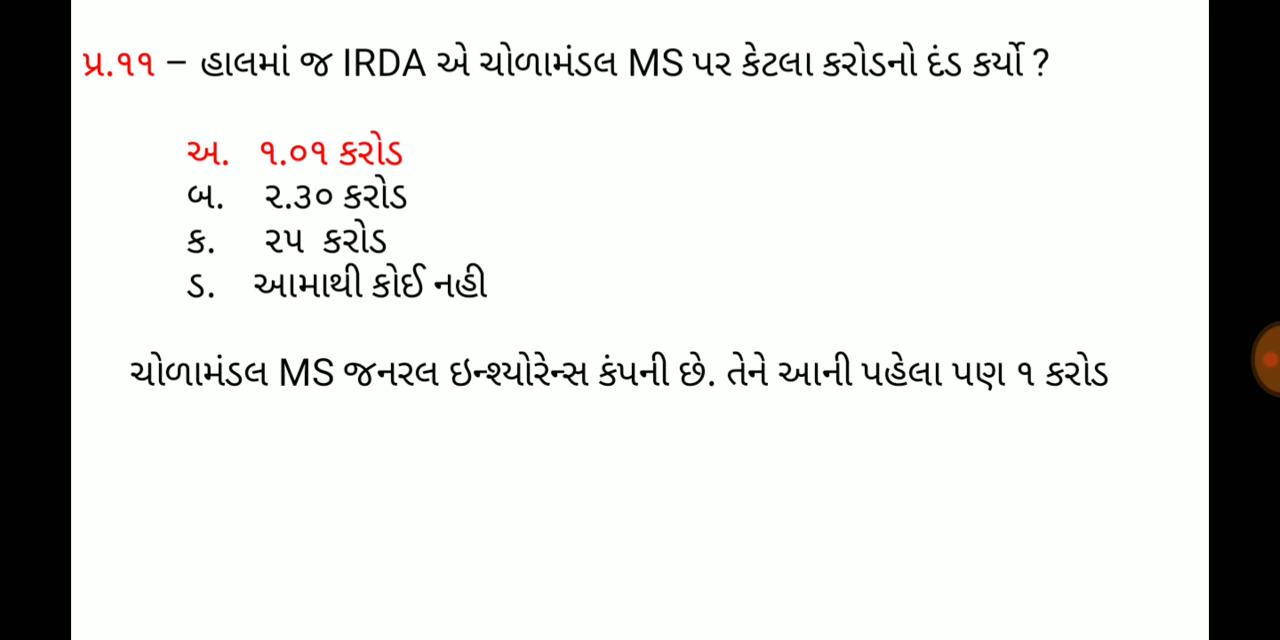 પ્ર.૧૧ – હાલમાં જ IRDA એ ચોળામંડલ MS પર કેટલા કરોડનો દંડ કર્યો ?
અ. ૧.૦૧ કરોડ
બ. ૨.૩૦ કરોડ
ક. ૨૫ કરોડ
ડ. આમાથી કોઈ નહી
ચોળામંડલ MS જનરલ ઇન્શ્યોરેન્સ કંપની છે. તેને આની પહેલા પણ ૧ કરોડ